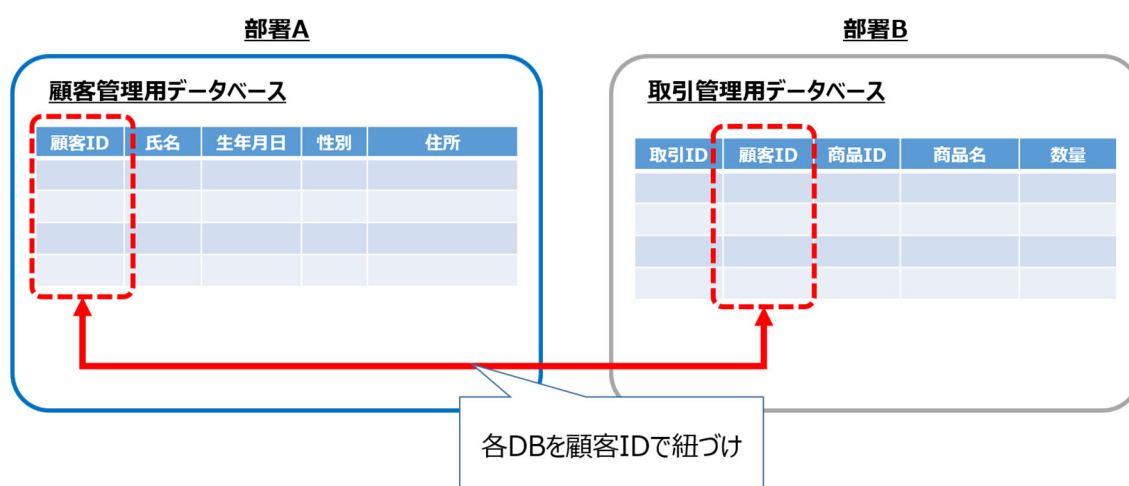 部署A
部署B
顧客管理用データベース
取引管理用データベース
顧客ID 氏名 生年月日 性別 住所
取引ID 顧客ID 商品ID 商品名 数量
各DBを顧客IDで紐づけ